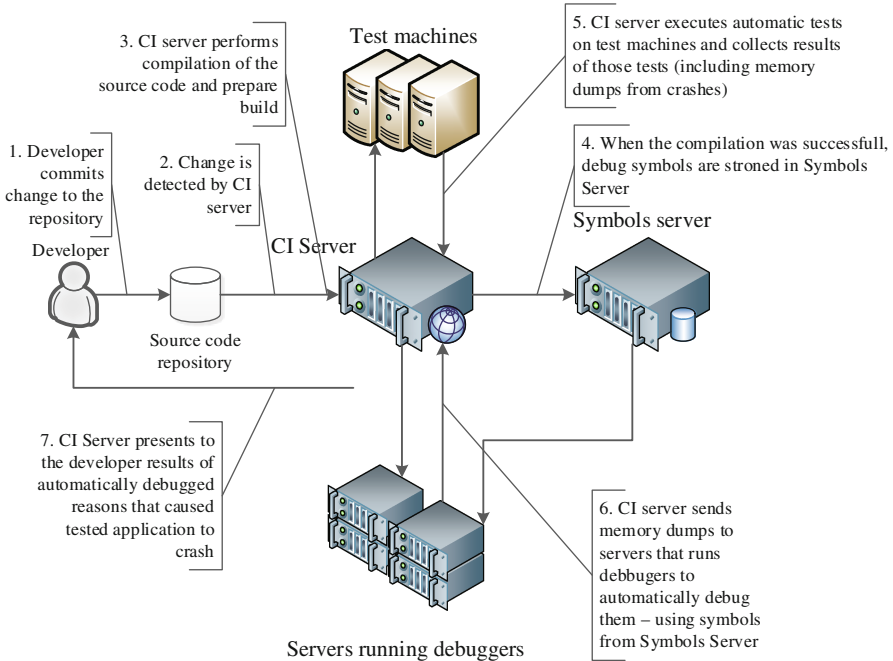 3. CI server performs
compilation of the
source code and prepare
build
Test machines
5. CI server executes automatic tests
on test machines and collects results
of those tests (including memory
dumps from crashes)
1. Developer
commits
change to the
repository
2. Change is
detected by CI
server
4. When the compilation was successfull,
debug symbols are stroned in Symbols
Server
Developer
CI Server
Symbols server
Source code
repository
7. CI Server presents to
the developer results of
automatically debugged
reasons that caused
tested application to
crash
6. CI server sends
memory dumps to
servers that runs
debbugers to
automatically debug
them – using symbols
from Symbols Server
Servers running debuggers